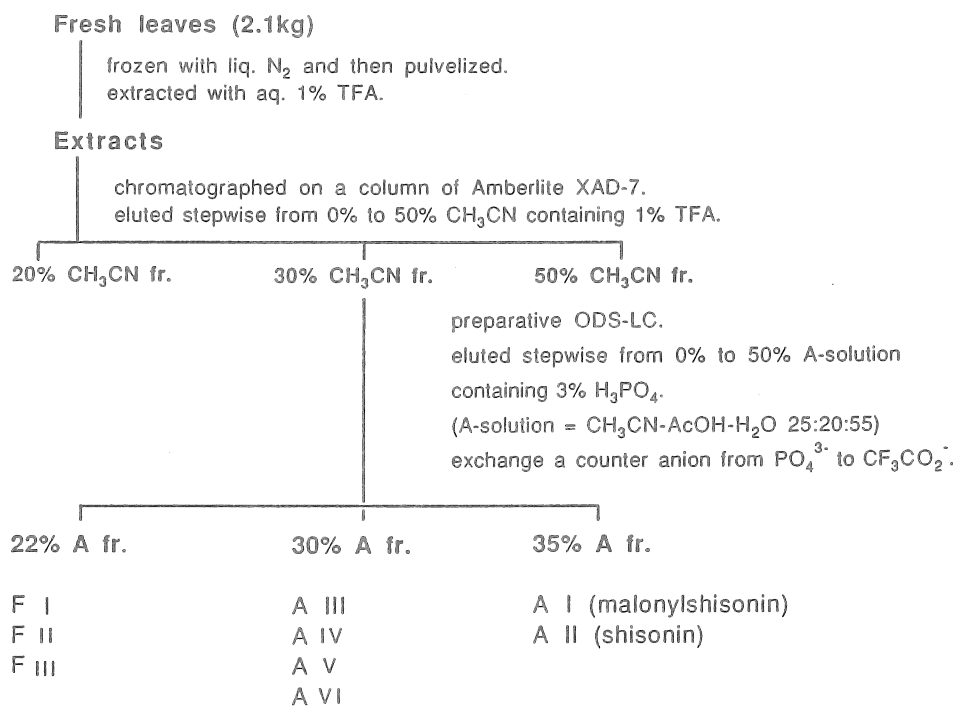 Fresh leaves (2.1kg)
frozen with liq. N₂ and then pulvelized.
extracted with aq. 1% TFA.
Extracts
chromatographed on a column of Amberlite XAD-7.
eluted stepwise from 0% to 50% CH₃CN containing 1% TFA.
20% CH₃CN fr. 30% CH₃CN fr. 50% CH₃CN fr.
preparative ODS-LC.
eluted stepwise from 0% to 50% A-solution
containing 3% H₃PO₄.
(A-solution = CH₃CN-AcOH-H₂O 25:20:55)
exchange a counter anion from PO₄³⁻ to CF₃CO₂⁻.
22% A fr. 30% A fr. 35% A fr.
F I A III A I (malonylshisonin)
F II A IV A II (shisonin)
F III A V
A VI